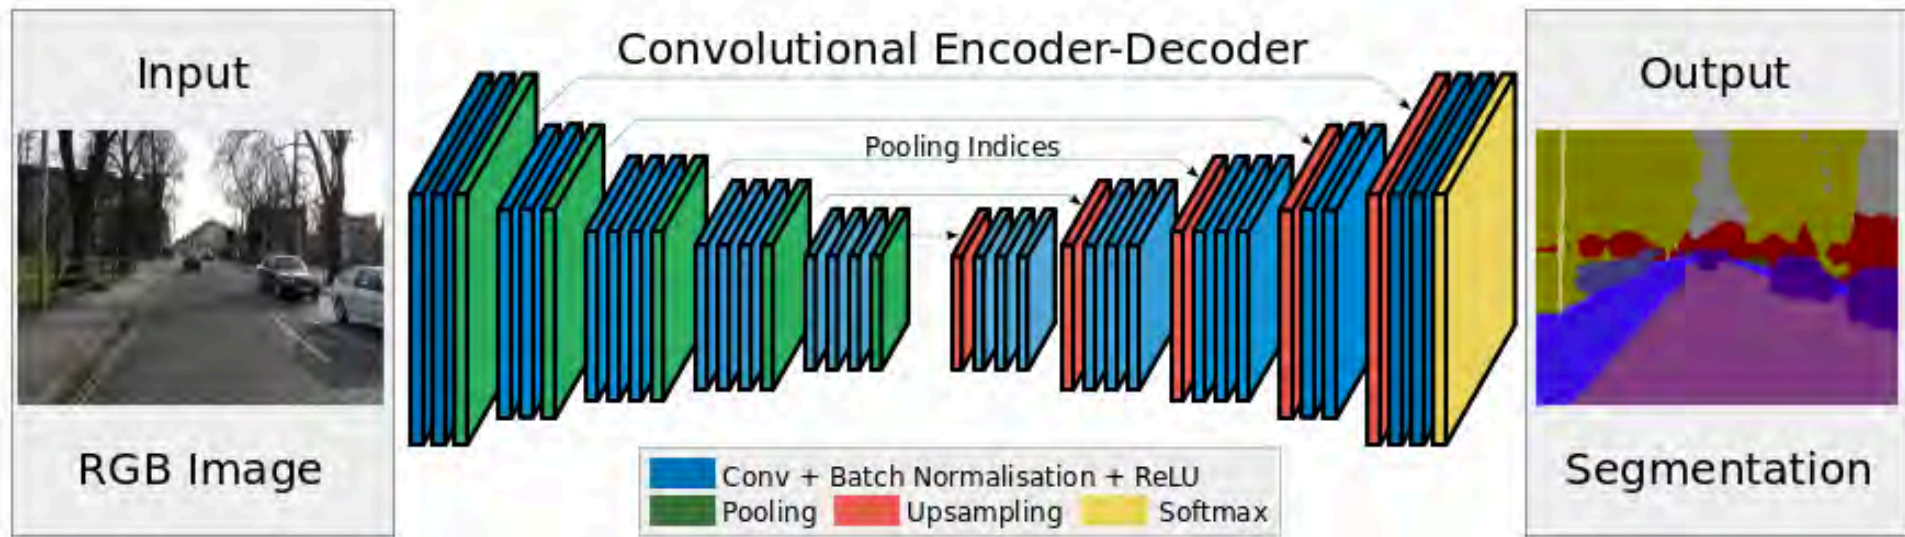 Input
RGB Image
Convolutional Encoder-Decoder
Pooling Indices
Conv + Batch Normalisation + ReLU
Pooling Upsampling Softmax
Output
Segmentation